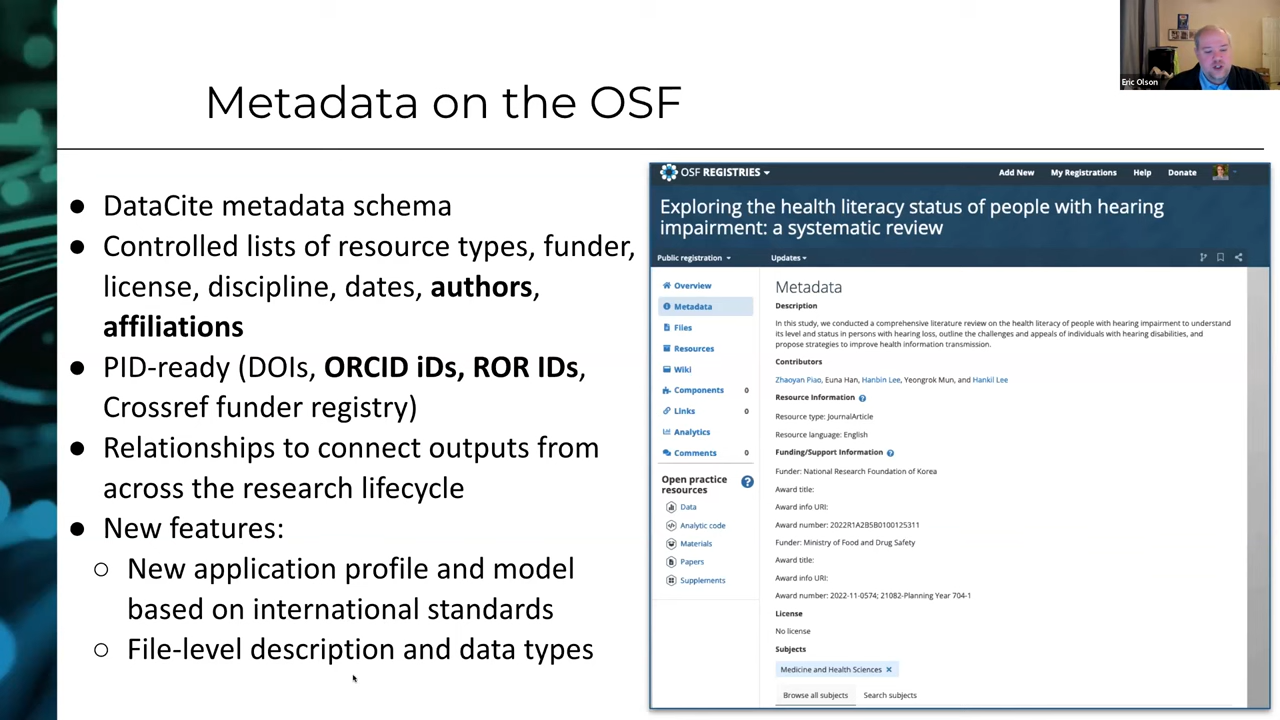 Eric Olson
Metadata on the OSF
● DataCite metadata schema
● Controlled lists of resource types, funder,
license, discipline, dates, authors,
affiliations
● PID-ready (DOIs, ORCID iDs, ROR IDs,
Crossref funder registry)
● Relationships to connect outputs from
across the research lifecycle
● New features:
○ New application profile and model
based on international standards
○ File-level description and data types
OSF REGISTRIES
Add New My Registrations Help Donate
Exploring the health literacy status of people with hearing
impairment: a systematic review
Public registration Updates
Overview
Metadata
Files
Resources
Wiki
Components 0
Links 0
Analytics
Comments 0
Open practice
resources
Data
Analytic code
Materials
Papers
Supplements
Metadata
Description
In this study, we conducted a comprehensive literature review on the health literacy of people with hearing impairment to understand
its level and status in persons with hearing loss, outline the challenges and appeals of individuals with hearing disabilities, and
propose strategies to improve health information transmission.
Contributors
Zhaoyan Piao, Euna Han, Hanbin Lee, Yeongrok Mun, and Hankil Lee
Resource Information
Resource type: JournalArticle
Resource language: English
Funding/Support Information
Funder: National Research Foundation of Korea
Award title:
Award info URI:
Award number: 2022R1A2B5B0100125311
Funder: Ministry of Food and Drug Safety
Award title:
Award info URI:
Award number: 2022-11-0574; 21082-Planning Year 704-1
License
No license
Subjects
Medicine and Health Sciences
Browse all subjects Search subjects